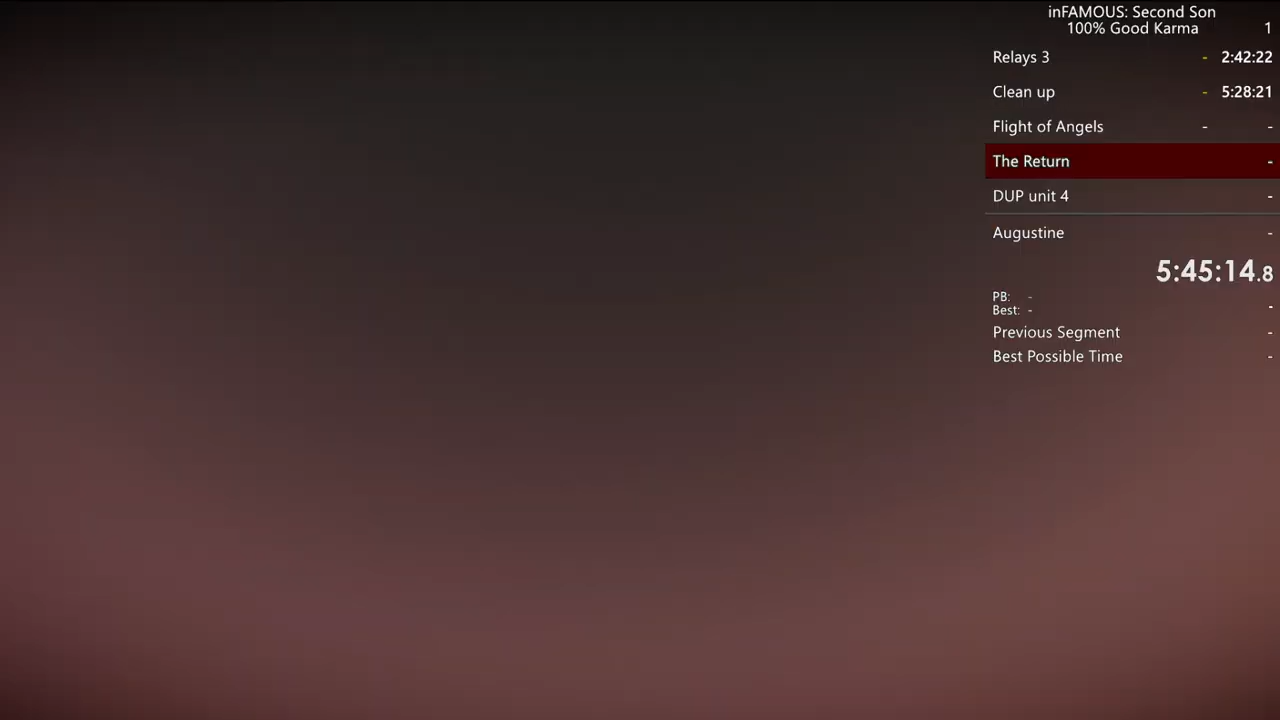 inFAMOUS: Second Son
100% Good Karma 1
Relays 3 - 2:42:22
Clean up - 5:28:21
Flight of Angels - -
The Return -
DUP unit 4 -
Augustine -
5:45:14.8
PB: -
Best: - -
Previous Segment -
Best Possible Time -